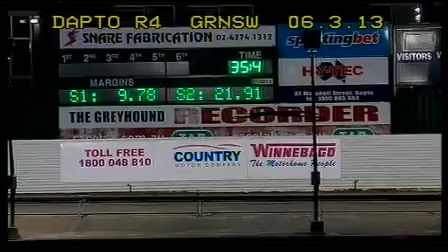 DAPTO R4 GRNSW 06.3.13
SNARE FABRICATION 02-4274 1312
sportingbet
1ST 2ND 3RD 4TH 5TH 6TH TIME
35:4
VISITORS
MARGINS
S1: 9.78 S2: 21.91
THE GREYHOUND RECORDER
TAB TAB
TOLL FREE
1800 048 810
COUNTRY
MOTOR COMPANY
WINNEBAGO
The Motorhome People